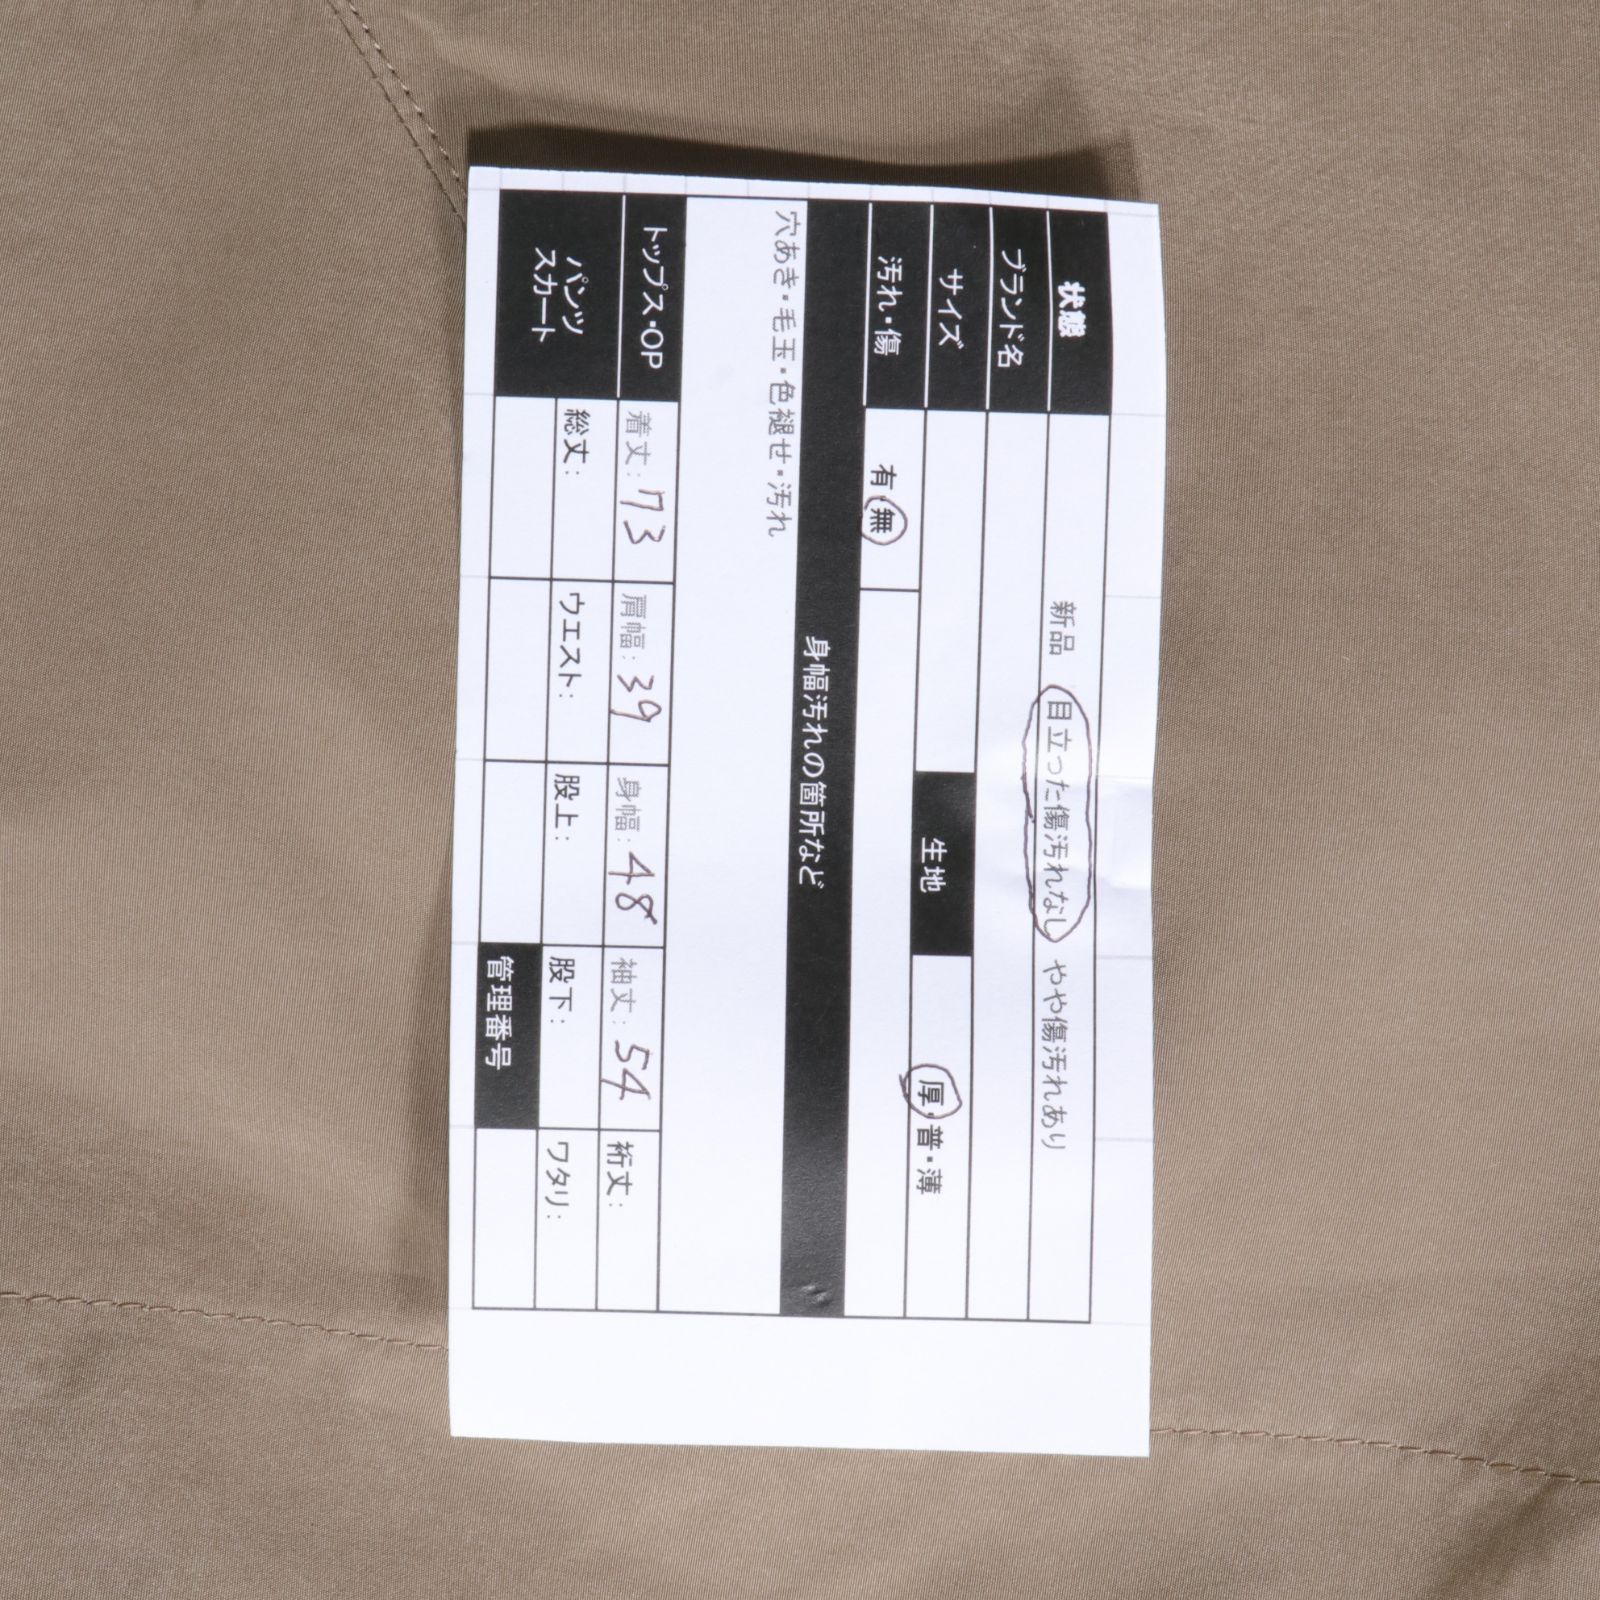 状態 新品 目立った傷汚れなし やや傷汚れあり
ブランド名
サイズ 生地 厚・普・薄
汚れ・傷 有・無
身幅汚れの箇所など
穴あき・毛玉・色褪せ・汚れ
トップス・OP 着丈：73 肩幅：39 身幅：48 袖丈：54 裄丈：
パンツ
スカート
総丈： ウエスト： 股上： 股下： ワタリ：
管理番号